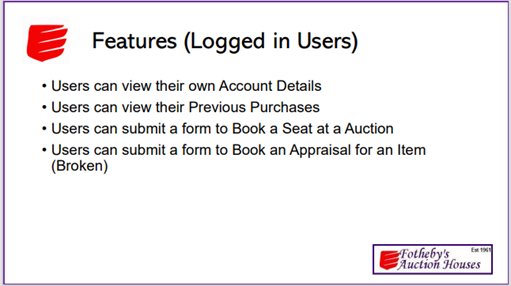 Features (Logged in Users)
• Users can view their own Account Details
• Users can view their Previous Purchases
• Users can submit a form to Book a Seat at a Auction
• Users can submit a form to Book an Appraisal for an Item
(Broken)
Fotheby's
Est 1961
Auction Houses